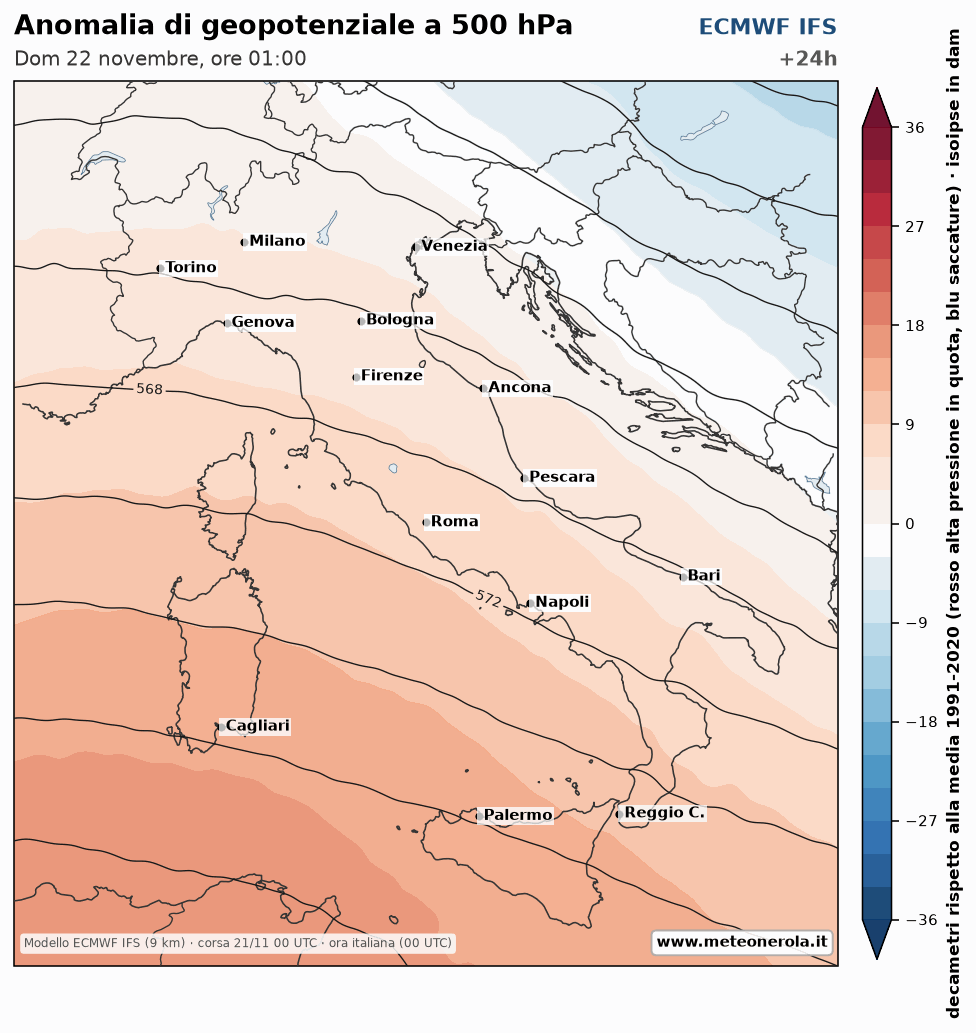 Anomalia di geopotenziale a 500 hPa
ECMWF IFS
Dom 22 novembre, ore 01:00
+24h
Milano
Venezia
Torino
Genova
Bologna
Firenze
568
Ancona
Pescara
Roma
Bari
572
Napoli
Cagliari
Palermo
Reggio C.
Modello ECMWF IFS (9 km) · corsa 21/11 00 UTC · ora italiana (00 UTC)
www.meteonerola.it
36
27
18
9
0
−9
−18
−27
−36
decametri rispetto alla media 1991-2020 (rosso alta pressione in quota, blu saccature) · isoipse in dam